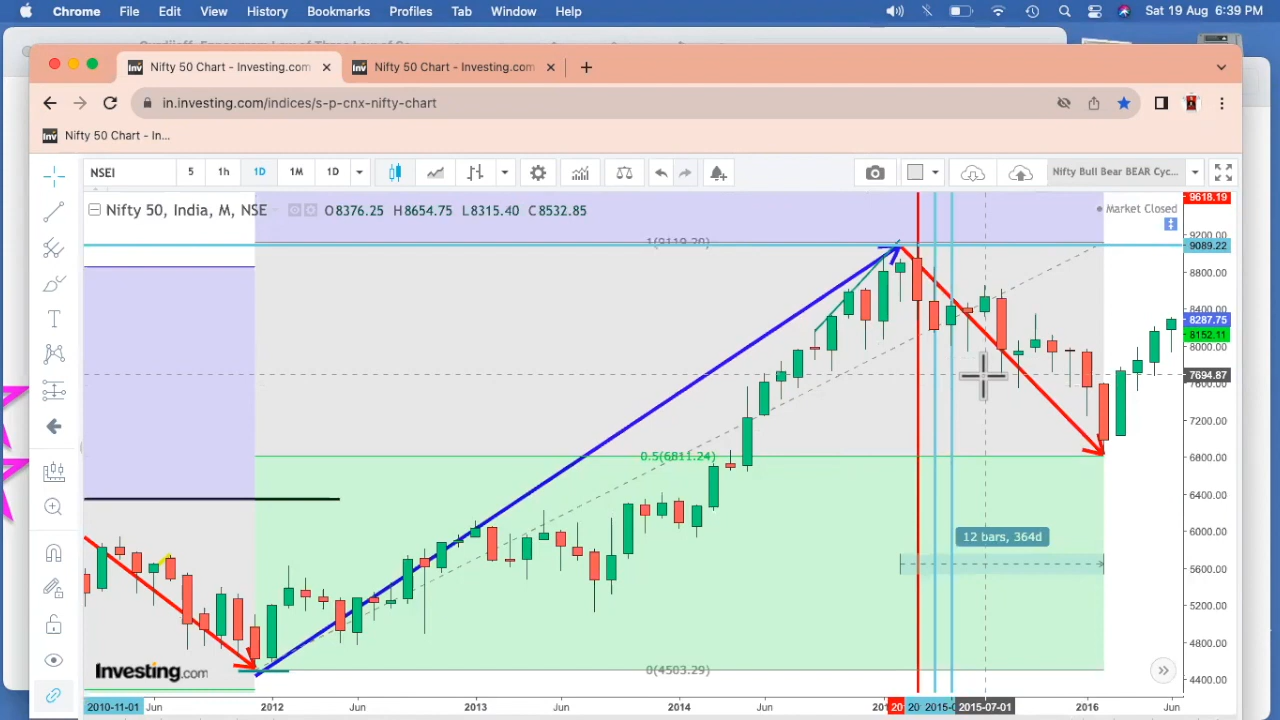 Chrome File Edit View History Bookmarks Profiles Tab Window Help Sat 19 Aug 6:39 PM
Nifty 50 Chart - Investing.com Nifty 50 Chart - Investing.com
in.investing.com/indices/s-p-cnx-nifty-chart
Inv Nifty 50 Chart - In...
NSEI 5 1h 1D 1M 1D Nifty Bull Bear BEAR Cyc...
Nifty 50, India, M, NSE O8376.25 H8654.75 L8315.40 C8532.85
Market Closed
9618.19
9200.00
1(9119.20)
9089.22
8800.00
8400.00
8287.75
8152.11
8000.00
7694.87
7600.00
7200.00
0.5(6811.24)
6800.00
6400.00
6000.00
12 bars, 364d
5600.00
5200.00
4800.00
Investing.com
0(4503.29)
4400.00
2010-11-01 Jun 2012 Jun 2013 Jun 2014 Jun 2015-07-01 2016 Jun